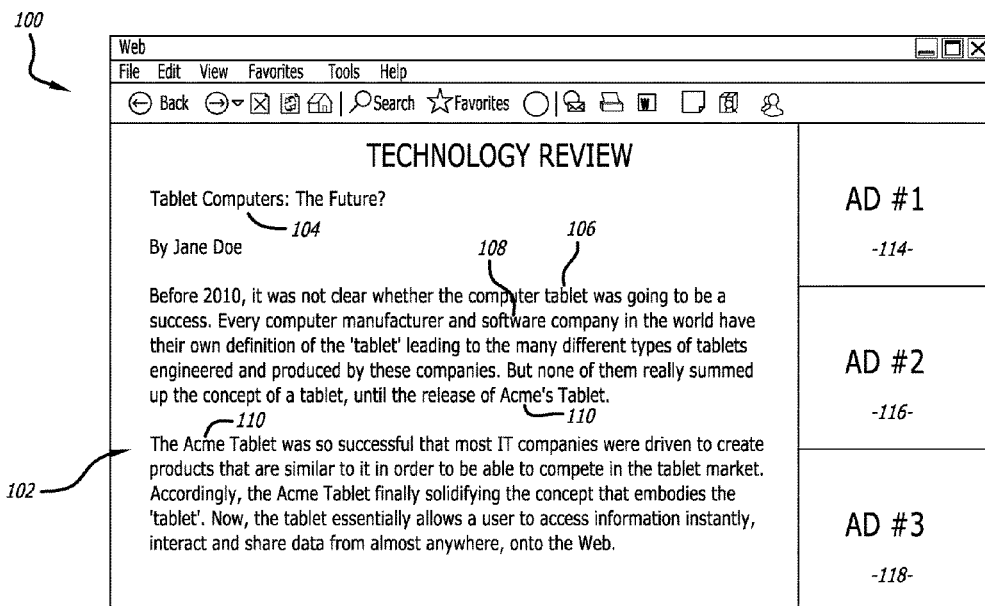 100
Web
File Edit View Favorites Tools Help
Back Search Favorites W
TECHNOLOGY REVIEW
Tablet Computers: The Future?
104
By Jane Doe
108 106
Before 2010, it was not clear whether the computer tablet was going to be a
success. Every computer manufacturer and software company in the world have
their own definition of the 'tablet' leading to the many different types of tablets
engineered and produced by these companies. But none of them really summed
up the concept of a tablet, until the release of Acme's Tablet.
110 110
The Acme Tablet was so successful that most IT companies were driven to create
products that are similar to it in order to be able to compete in the tablet market.
102
Accordingly, the Acme Tablet finally solidifying the concept that embodies the
'tablet'. Now, the tablet essentially allows a user to access information instantly,
interact and share data from almost anywhere, onto the Web.
AD #1
-114-
AD #2
-116-
AD #3
-118-